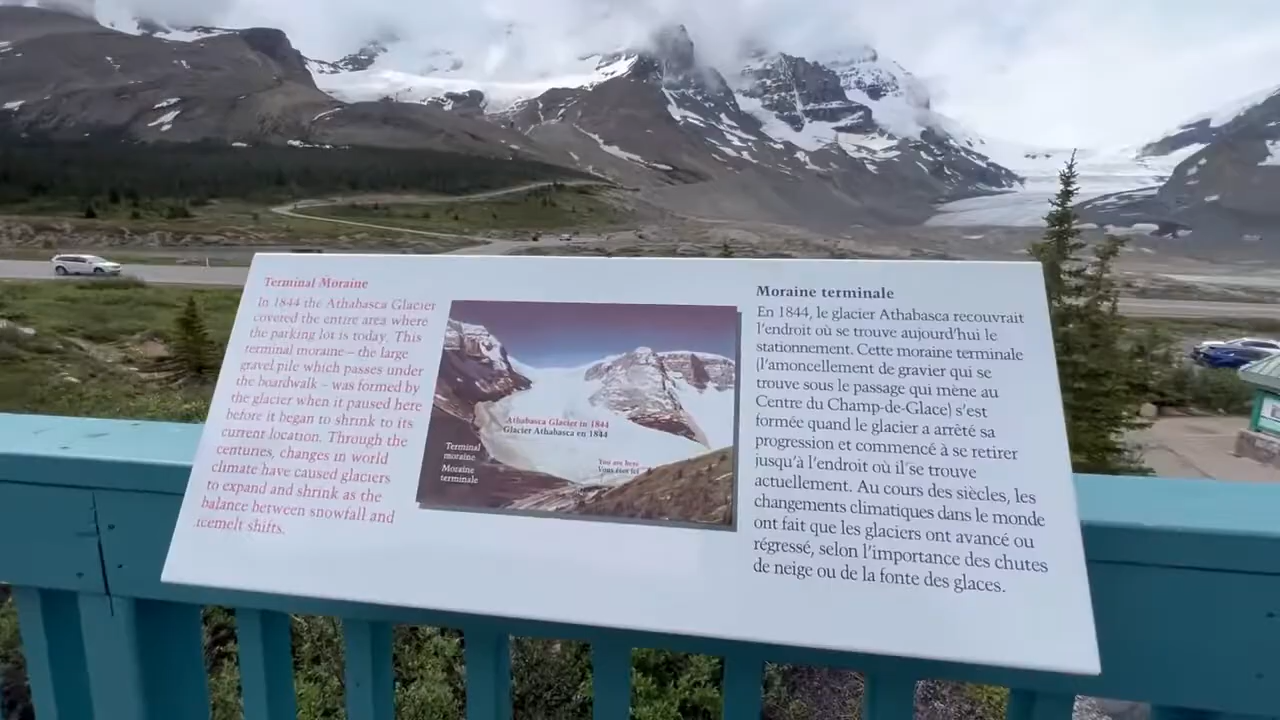 Terminal Moraine
In 1844 the Athabasca Glacier
covered the entire area where
the parking lot is today. This
terminal moraine – the large
gravel pile which passes under
the boardwalk – was formed by
the glacier when it paused here
before it began to shrink to its
current location. Through the
centuries, changes in world
climate have caused glaciers
to expand and shrink as the
balance between snowfall and
icemelt shifts.
Athabasca Glacier in 1844
Glacier Athabasca en 1844
Terminal
moraine
Moraine
terminale
You are here
Vous êtes ici
Moraine terminale
En 1844, le glacier Athabasca recouvrait
l'endroit où se trouve aujourd'hui le
stationnement. Cette moraine terminale
(l'amoncellement de gravier qui se
trouve sous le passage qui mène au
Centre du Champ-de-Glace) s'est
formée quand le glacier a arrêté sa
progression et commencé à se retirer
jusqu'à l'endroit où il se trouve
actuellement. Au cours des siècles, les
changements climatiques dans le monde
ont fait que les glaciers ont avancé ou
régressé, selon l'importance des chutes
de neige ou de la fonte des glaces.